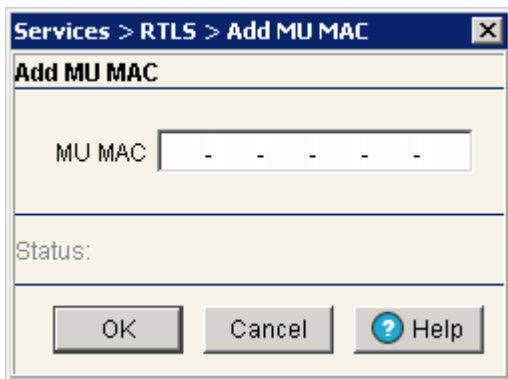 Services > RTLS > Add MU MAC
Add MU MAC
MU MAC - - - - -
Status:
OK Cancel Help